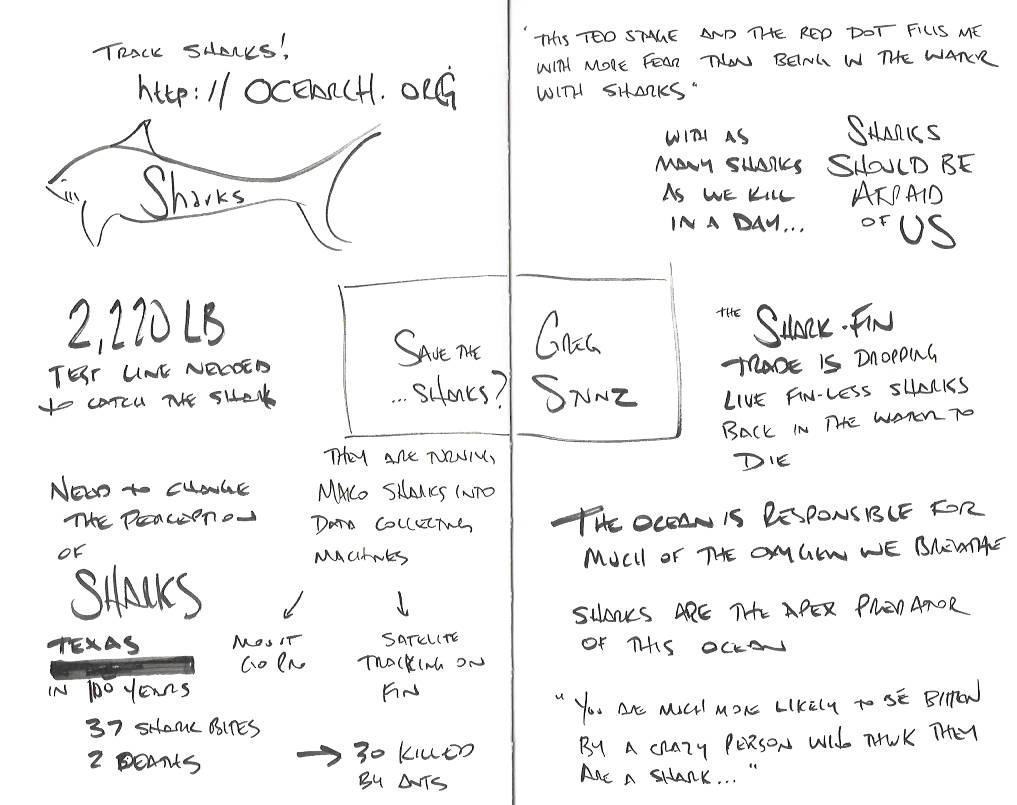 TRACK SHARKS!
http://OCEARCH.ORG
Sharks
2,220 LB
TEST LINE NEEDED
to CATCH THE SHARK
NEED to CHANGE
THE PERCEPTION
OF
SHARKS
TEXAS
IN 100 YEARS
37 SHARK BITES
2 DEATHS
→ 30 KILLED
BY ANTS
SAVE THE
...SHARKS?
GREG
THEY ARE TURNING
MAKO SHARKS INTO
DATA COLLECTING
MACHINES
MOUNT
GO PRO
SATELITE
TRACKING ON
FIN
"THIS TED STAGE AND THE RED DOT FILLS ME
WITH MORE FEAR THAN BEING IN THE WATER
WITH SHARKS"
WITH AS
MANY SHARKS
AS WE KILL
IN A DAY...
SHARKS
SHOULD BE
AFRAID
OF US
THE SHARK-FIN
TRADE IS DROPPING
LIVE FIN-LESS SHARKS
BACK IN THE WATER TO
DIE
THE OCEAN IS RESPONSIBLE FOR
MUCH OF THE OXYGEN WE BREATHE
SHARKS ARE THE APEX PREDATOR
OF THIS OCEAN
"YOU ARE MUCH MORE LIKELY TO BE BITTEN
BY A CRAZY PERSON WHO THINK THEY
ARE A SHARK..."